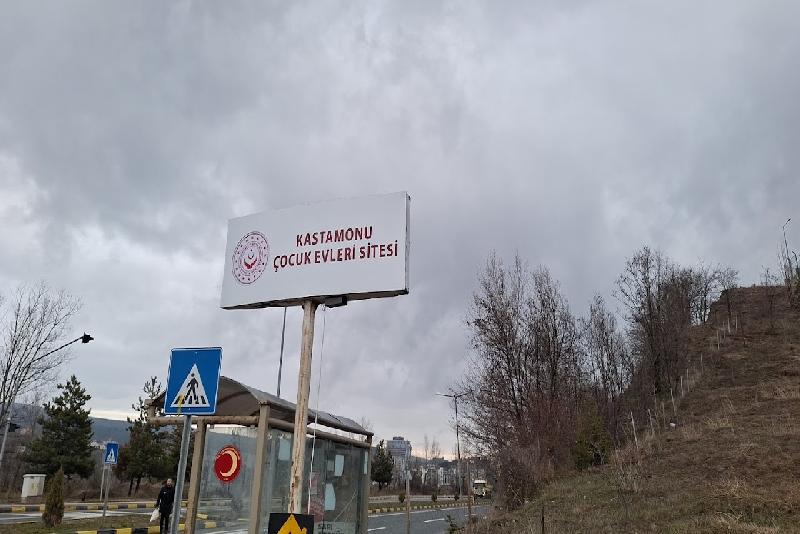 KASTAMONU
ÇOCUK EVLERİ SİTESİ